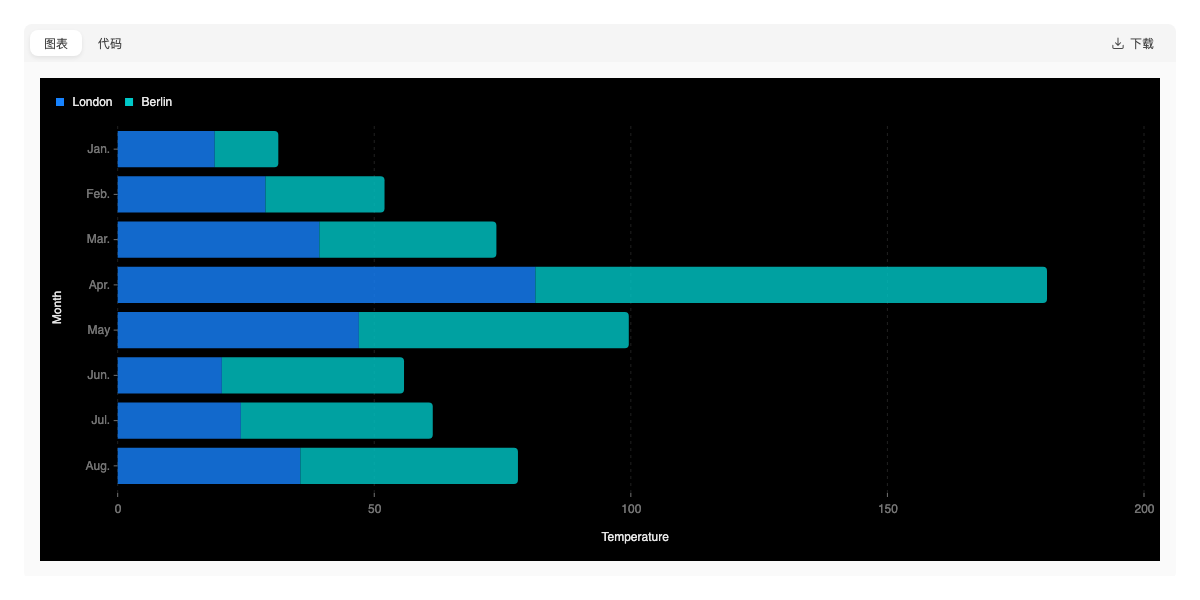 图表 代码 下载
London Berlin
Jan.
Feb.
Mar.
Apr.
May
Jun.
Jul.
Aug.
Month
0 50 100 150 200
Temperature